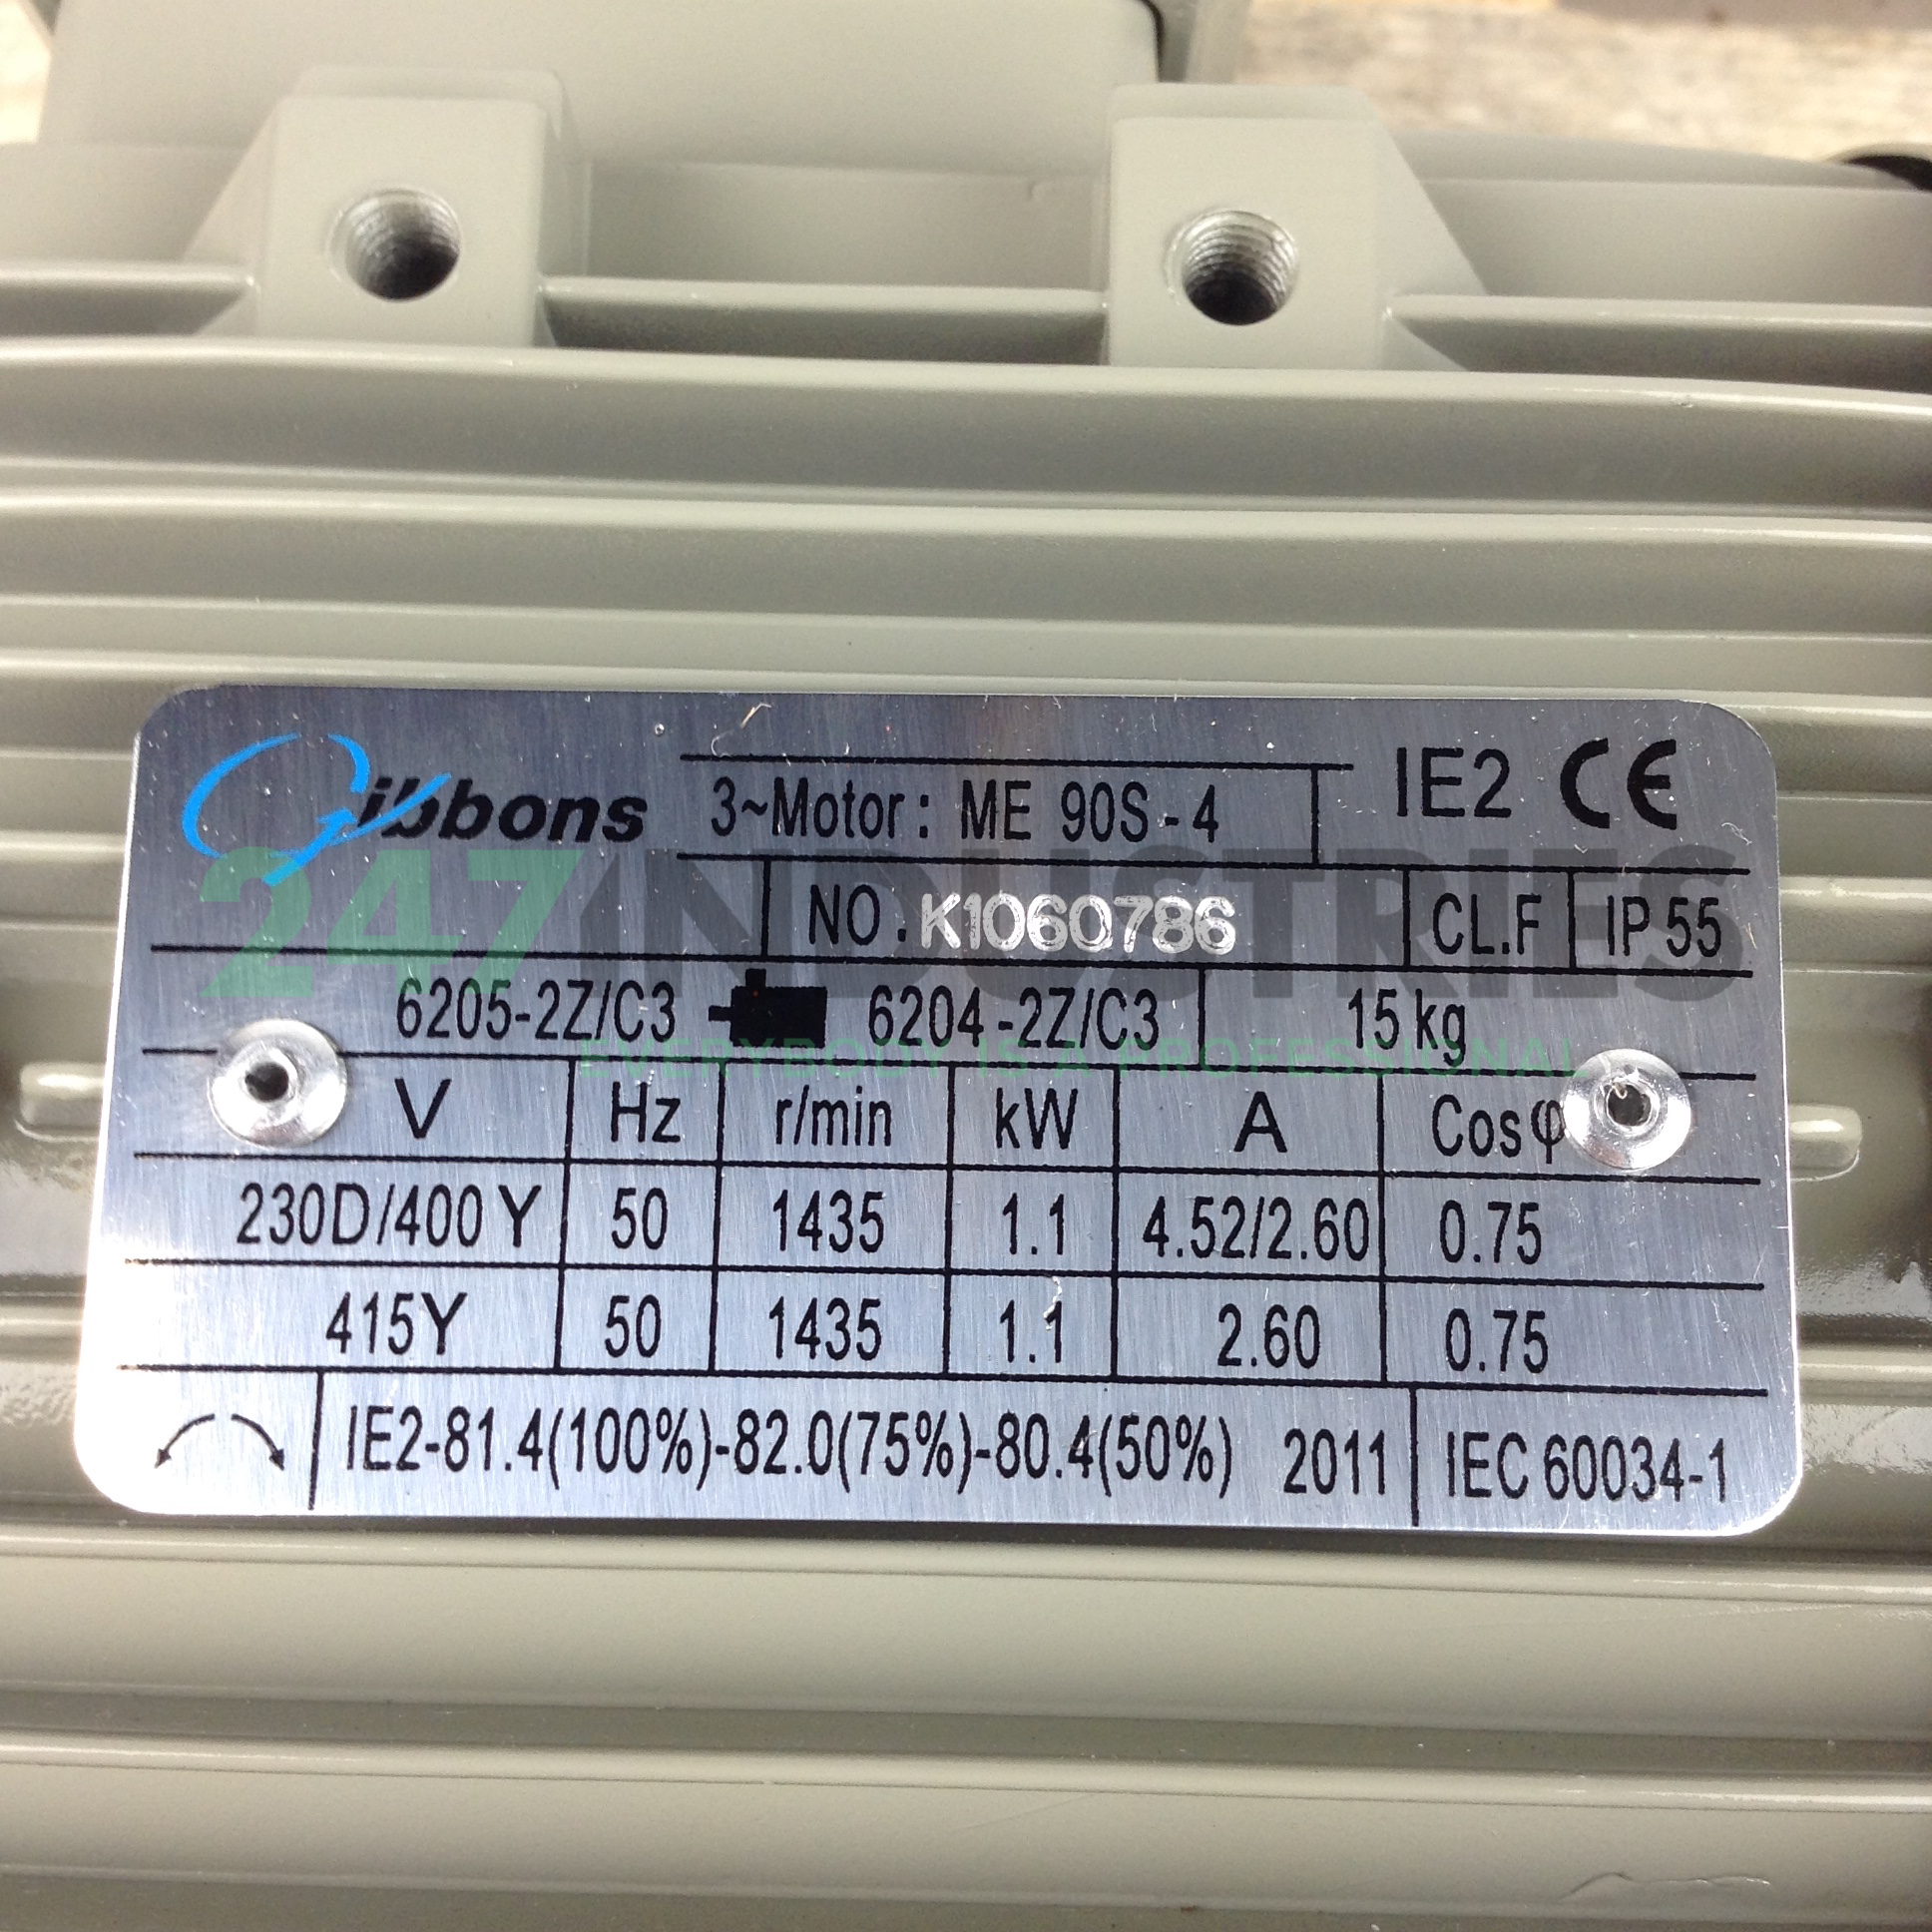 Gibbons 3~Motor: ME 90S-4 IE2 CE
247INDUSTRIES
NO. K1060786 CL.F IP 55
6205-2Z/C3 6204-2Z/C3 15 kg
EVERYBODY IS A PROFESSIONAL
V Hz r/min kW A Cosφ
230D/400 Y 50 1435 1.1 4.52/2.60 0.75
415Y 50 1435 1.1 2.60 0.75
IE2-81.4(100%)-82.0(75%)-80.4(50%) 2011 IEC 60034-1